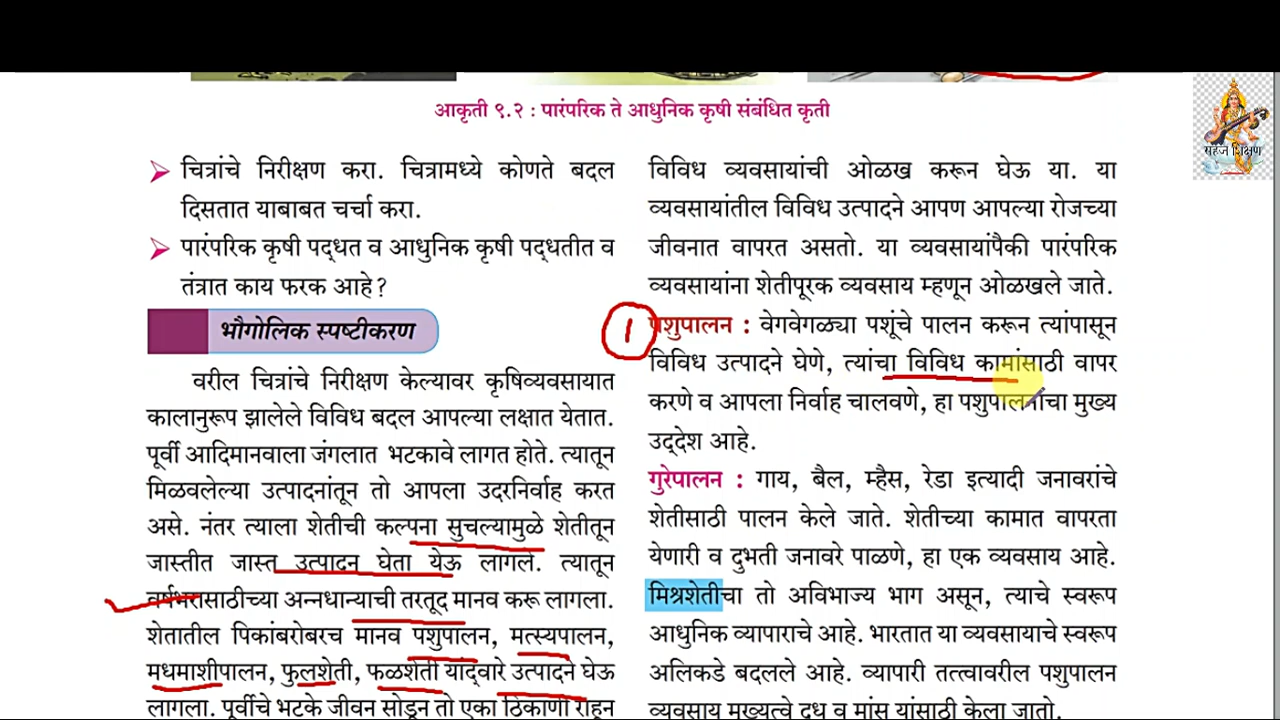 आकृती ९.२ : पारंपरिक ते आधुनिक कृषी संबंधित कृती
चित्रांचे निरीक्षण करा. चित्रामध्ये कोणते बदल
दिसतात याबाबत चर्चा करा.
पारंपरिक कृषी पद्धत व आधुनिक कृषी पद्धतीत व
तंत्रात काय फरक आहे?
भौगोलिक स्पष्टीकरण
वरील चित्रांचे निरीक्षण केल्यावर कृषिव्यवसायात
कालानुरूप झालेले विविध बदल आपल्या लक्षात येतात.
पूर्वी आदिमानवाला जंगलात भटकावे लागत होते. त्यातून
मिळवलेल्या उत्पादनांतून तो आपला उदरनिर्वाह करत
असे. नंतर त्याला शेतीची कल्पना सुचल्यामुळे शेतीतून
जास्तीत जास्त उत्पादन घेता येऊ लागले. त्यातून
वर्षभरासाठीच्या अन्नधान्याची तरतूद मानव करू लागला.
शेतातील पिकांबरोबरच मानव पशुपालन, मत्स्यपालन,
मधमाशीपालन, फुलशेती, फळशेती याद्वारे उत्पादने घेऊ
लागला. पूर्वीचे भटके जीवन सोडून तो एका ठिकाणी राहून
विविध व्यवसायांची ओळख करून घेऊ या. या
व्यवसायांतील विविध उत्पादने आपण आपल्या रोजच्या
जीवनात वापरत असतो. या व्यवसायांपैकी पारंपरिक
व्यवसायांना शेतीपूरक व्यवसाय म्हणून ओळखले जाते.
१
पशुपालन : वेगवेगळ्या पशूंचे पालन करून त्यांपासून
विविध उत्पादने घेणे, त्यांचा विविध कामांसाठी वापर
करणे व आपला निर्वाह चालवणे, हा पशुपालनाचा मुख्य
उद्देश आहे.
गुरेपालन : गाय, बैल, म्हैस, रेडा इत्यादी जनावरांचे
शेतीसाठी पालन केले जाते. शेतीच्या कामात वापरता
येणारी व दुभती जनावरे पाळणे, हा एक व्यवसाय आहे.
मिश्रशेतीचा तो अविभाज्य भाग असून, त्याचे स्वरूप
आधुनिक व्यापाराचे आहे. भारतात या व्यवसायाचे स्वरूप
अलिकडे बदलले आहे. व्यापारी तत्त्वावरील पशुपालन
व्यवसाय मुख्यत्वे दूध व मांस यांसाठी केला जातो.
सहज शिक्षण